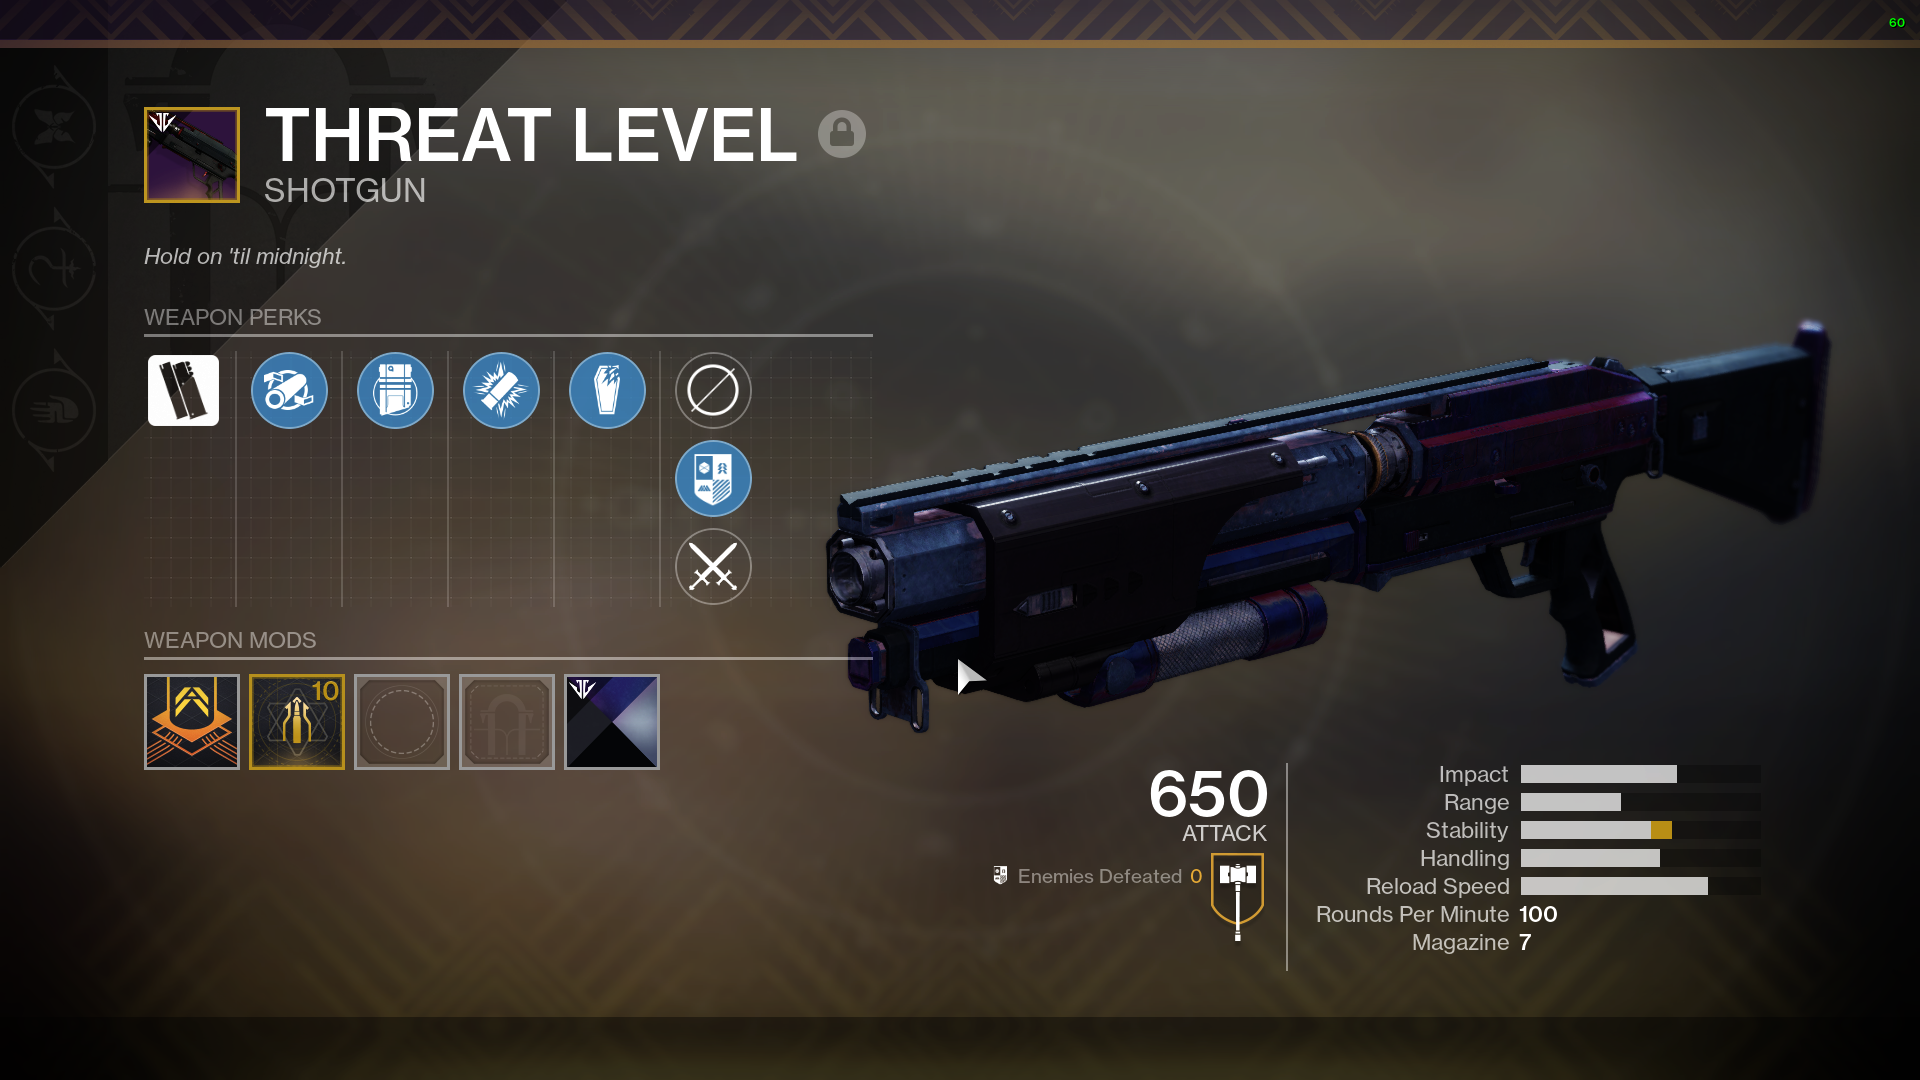 60
THREAT LEVEL
SHOTGUN
Hold on 'til midnight.
WEAPON PERKS
WEAPON MODS
10
650
ATTACK
Enemies Defeated 0
Impact
Range
Stability
Handling
Reload Speed
Rounds Per Minute 100
Magazine 7